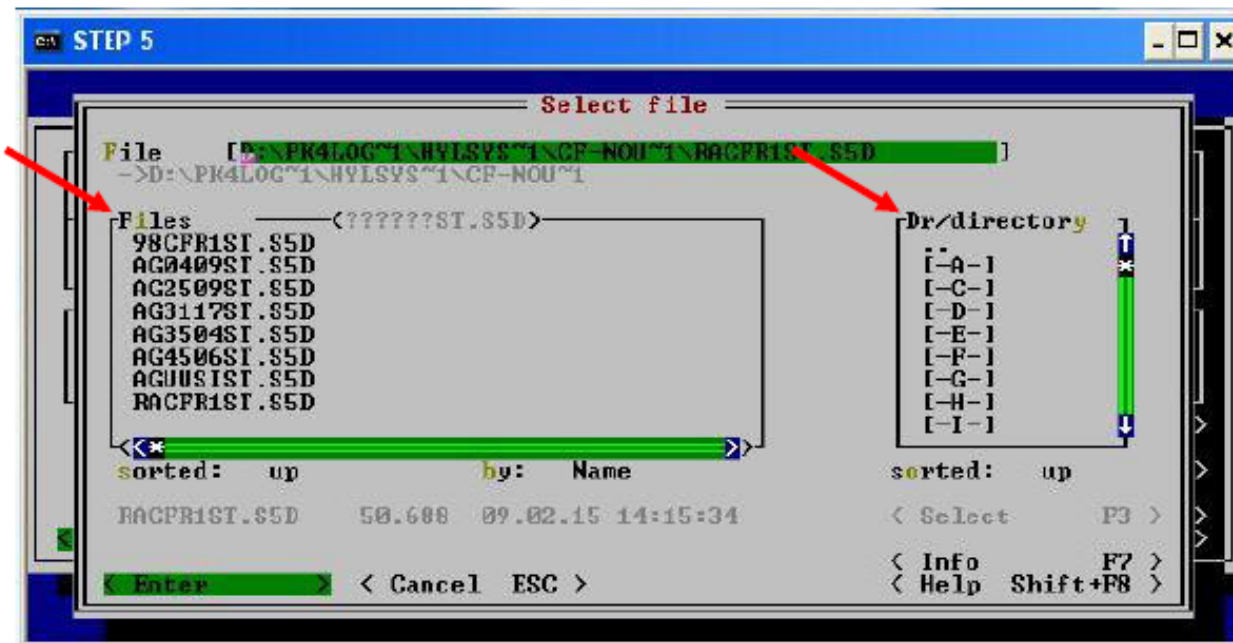 STEP 5
Select file
File [D:\PK4LOG~1\HYLSYS~1\CF-NOU~1\RACFR1ST.S5D ]
->D:\PK4LOG~1\HYLSYS~1\CF-NOU~1
Files <??????ST.S5D> Dr/directory
98CFR1ST.S5D ..
AG0409ST.S5D [-A-]
AG2509ST.S5D [-C-]
AG3117ST.S5D [-D-]
AG3504ST.S5D [-E-]
AG4506ST.S5D [-F-]
AGUUSIST.S5D [-G-]
RACFR1ST.S5D [-H-]
[-I-]
sorted: up by: Name sorted: up
RACFR1ST.S5D 50.688 09.02.15 14:15:34 < Select F3 >
< Info F7 >
< Enter > < Cancel ESC > < Help Shift+F8 >